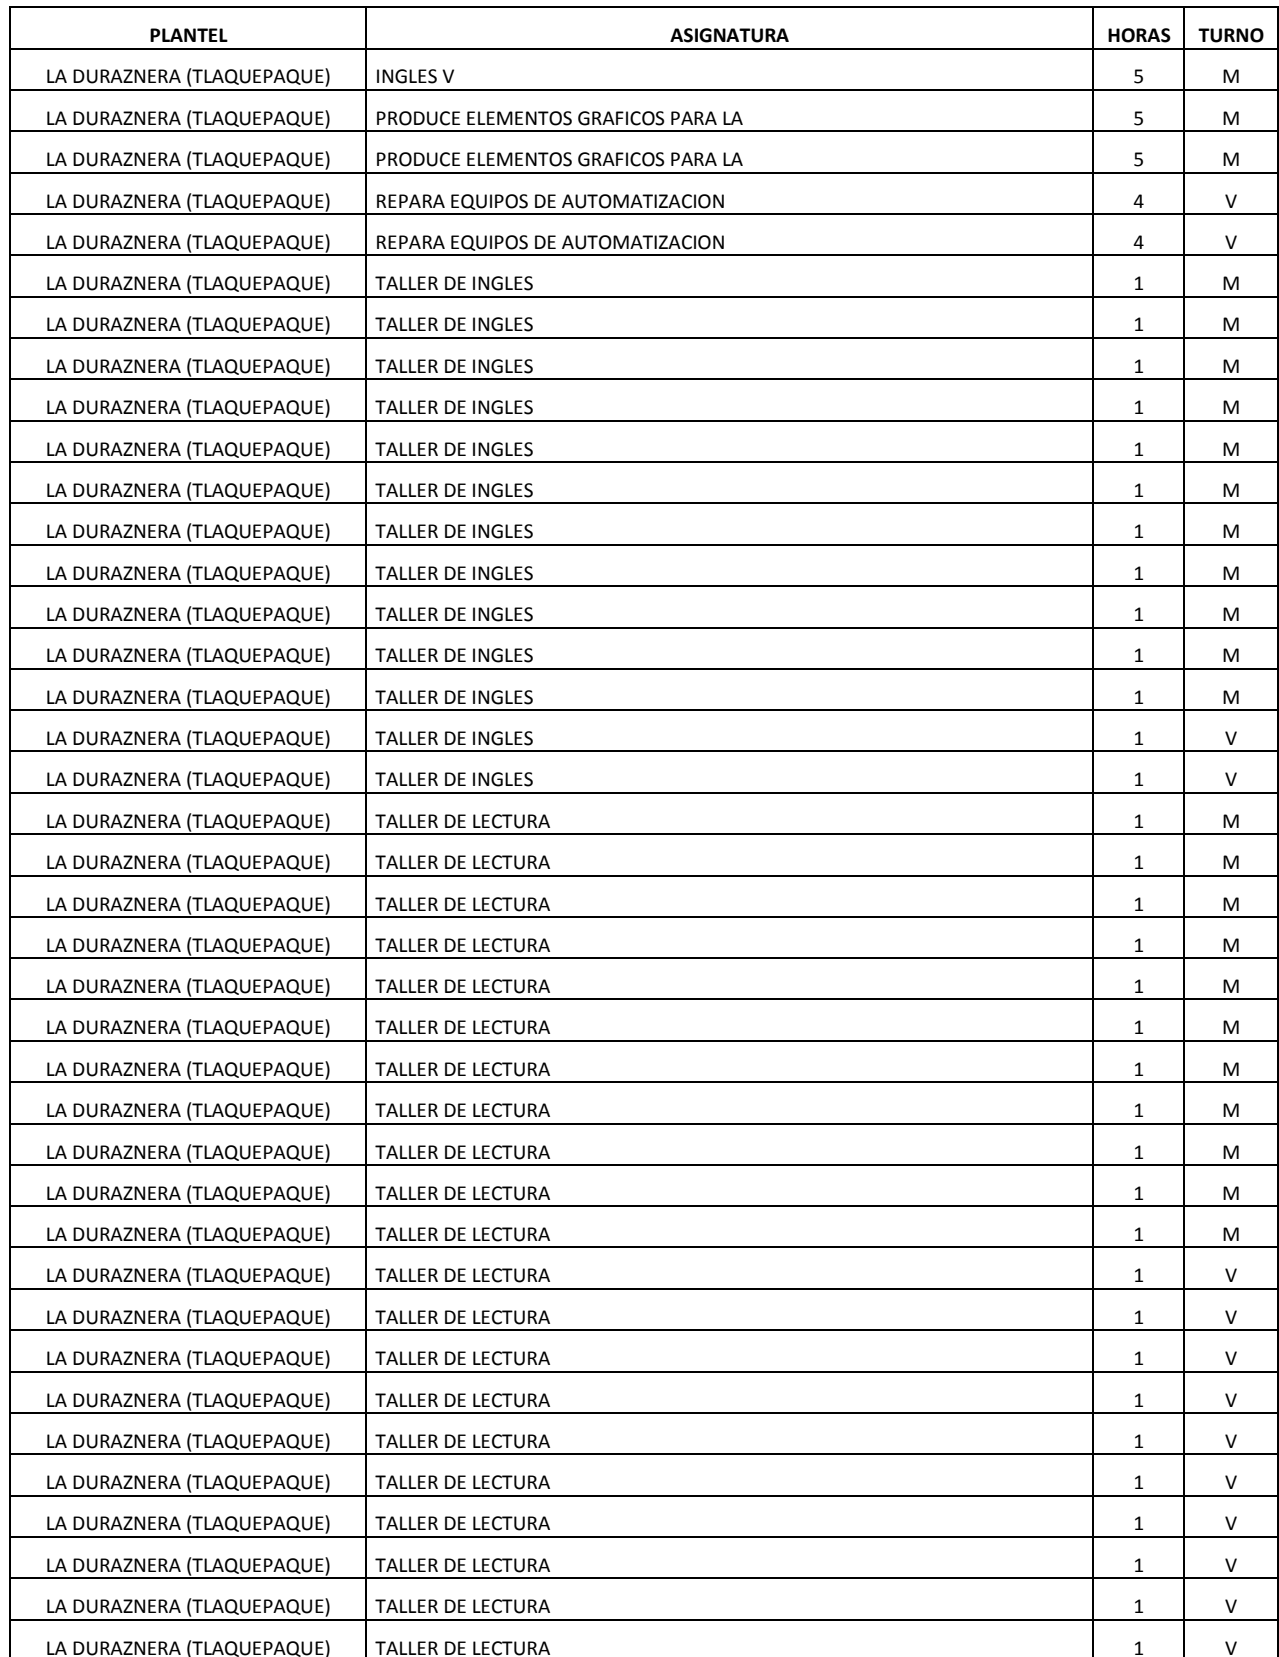 PLANTEL ASIGNATURA HORAS TURNO
LA DURAZNERA (TLAQUEPAQUE) INGLES V 5 M
LA DURAZNERA (TLAQUEPAQUE) PRODUCE ELEMENTOS GRAFICOS PARA LA 5 M
LA DURAZNERA (TLAQUEPAQUE) PRODUCE ELEMENTOS GRAFICOS PARA LA 5 M
LA DURAZNERA (TLAQUEPAQUE) REPARA EQUIPOS DE AUTOMATIZACION 4 V
LA DURAZNERA (TLAQUEPAQUE) REPARA EQUIPOS DE AUTOMATIZACION 4 V
LA DURAZNERA (TLAQUEPAQUE) TALLER DE INGLES 1 M
LA DURAZNERA (TLAQUEPAQUE) TALLER DE INGLES 1 M
LA DURAZNERA (TLAQUEPAQUE) TALLER DE INGLES 1 M
LA DURAZNERA (TLAQUEPAQUE) TALLER DE INGLES 1 M
LA DURAZNERA (TLAQUEPAQUE) TALLER DE INGLES 1 M
LA DURAZNERA (TLAQUEPAQUE) TALLER DE INGLES 1 M
LA DURAZNERA (TLAQUEPAQUE) TALLER DE INGLES 1 M
LA DURAZNERA (TLAQUEPAQUE) TALLER DE INGLES 1 M
LA DURAZNERA (TLAQUEPAQUE) TALLER DE INGLES 1 M
LA DURAZNERA (TLAQUEPAQUE) TALLER DE INGLES 1 M
LA DURAZNERA (TLAQUEPAQUE) TALLER DE INGLES 1 M
LA DURAZNERA (TLAQUEPAQUE) TALLER DE INGLES 1 V
LA DURAZNERA (TLAQUEPAQUE) TALLER DE INGLES 1 V
LA DURAZNERA (TLAQUEPAQUE) TALLER DE LECTURA 1 M
LA DURAZNERA (TLAQUEPAQUE) TALLER DE LECTURA 1 M
LA DURAZNERA (TLAQUEPAQUE) TALLER DE LECTURA 1 M
LA DURAZNERA (TLAQUEPAQUE) TALLER DE LECTURA 1 M
LA DURAZNERA (TLAQUEPAQUE) TALLER DE LECTURA 1 M
LA DURAZNERA (TLAQUEPAQUE) TALLER DE LECTURA 1 M
LA DURAZNERA (TLAQUEPAQUE) TALLER DE LECTURA 1 M
LA DURAZNERA (TLAQUEPAQUE) TALLER DE LECTURA 1 M
LA DURAZNERA (TLAQUEPAQUE) TALLER DE LECTURA 1 M
LA DURAZNERA (TLAQUEPAQUE) TALLER DE LECTURA 1 M
LA DURAZNERA (TLAQUEPAQUE) TALLER DE LECTURA 1 M
LA DURAZNERA (TLAQUEPAQUE) TALLER DE LECTURA 1 V
LA DURAZNERA (TLAQUEPAQUE) TALLER DE LECTURA 1 V
LA DURAZNERA (TLAQUEPAQUE) TALLER DE LECTURA 1 V
LA DURAZNERA (TLAQUEPAQUE) TALLER DE LECTURA 1 V
LA DURAZNERA (TLAQUEPAQUE) TALLER DE LECTURA 1 V
LA DURAZNERA (TLAQUEPAQUE) TALLER DE LECTURA 1 V
LA DURAZNERA (TLAQUEPAQUE) TALLER DE LECTURA 1 V
LA DURAZNERA (TLAQUEPAQUE) TALLER DE LECTURA 1 V
LA DURAZNERA (TLAQUEPAQUE) TALLER DE LECTURA 1 V
LA DURAZNERA (TLAQUEPAQUE) TALLER DE LECTURA 1 V